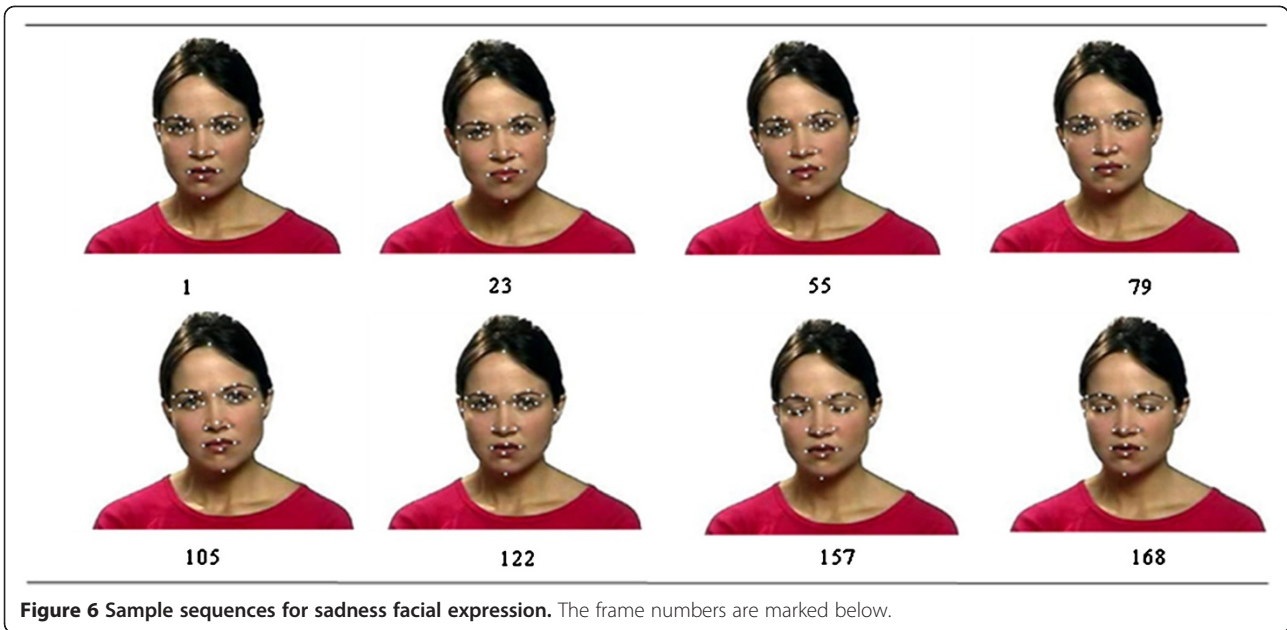 1 23 55 79
105 122 157 168
Figure 6 Sample sequences for sadness facial expression. The frame numbers are marked below.